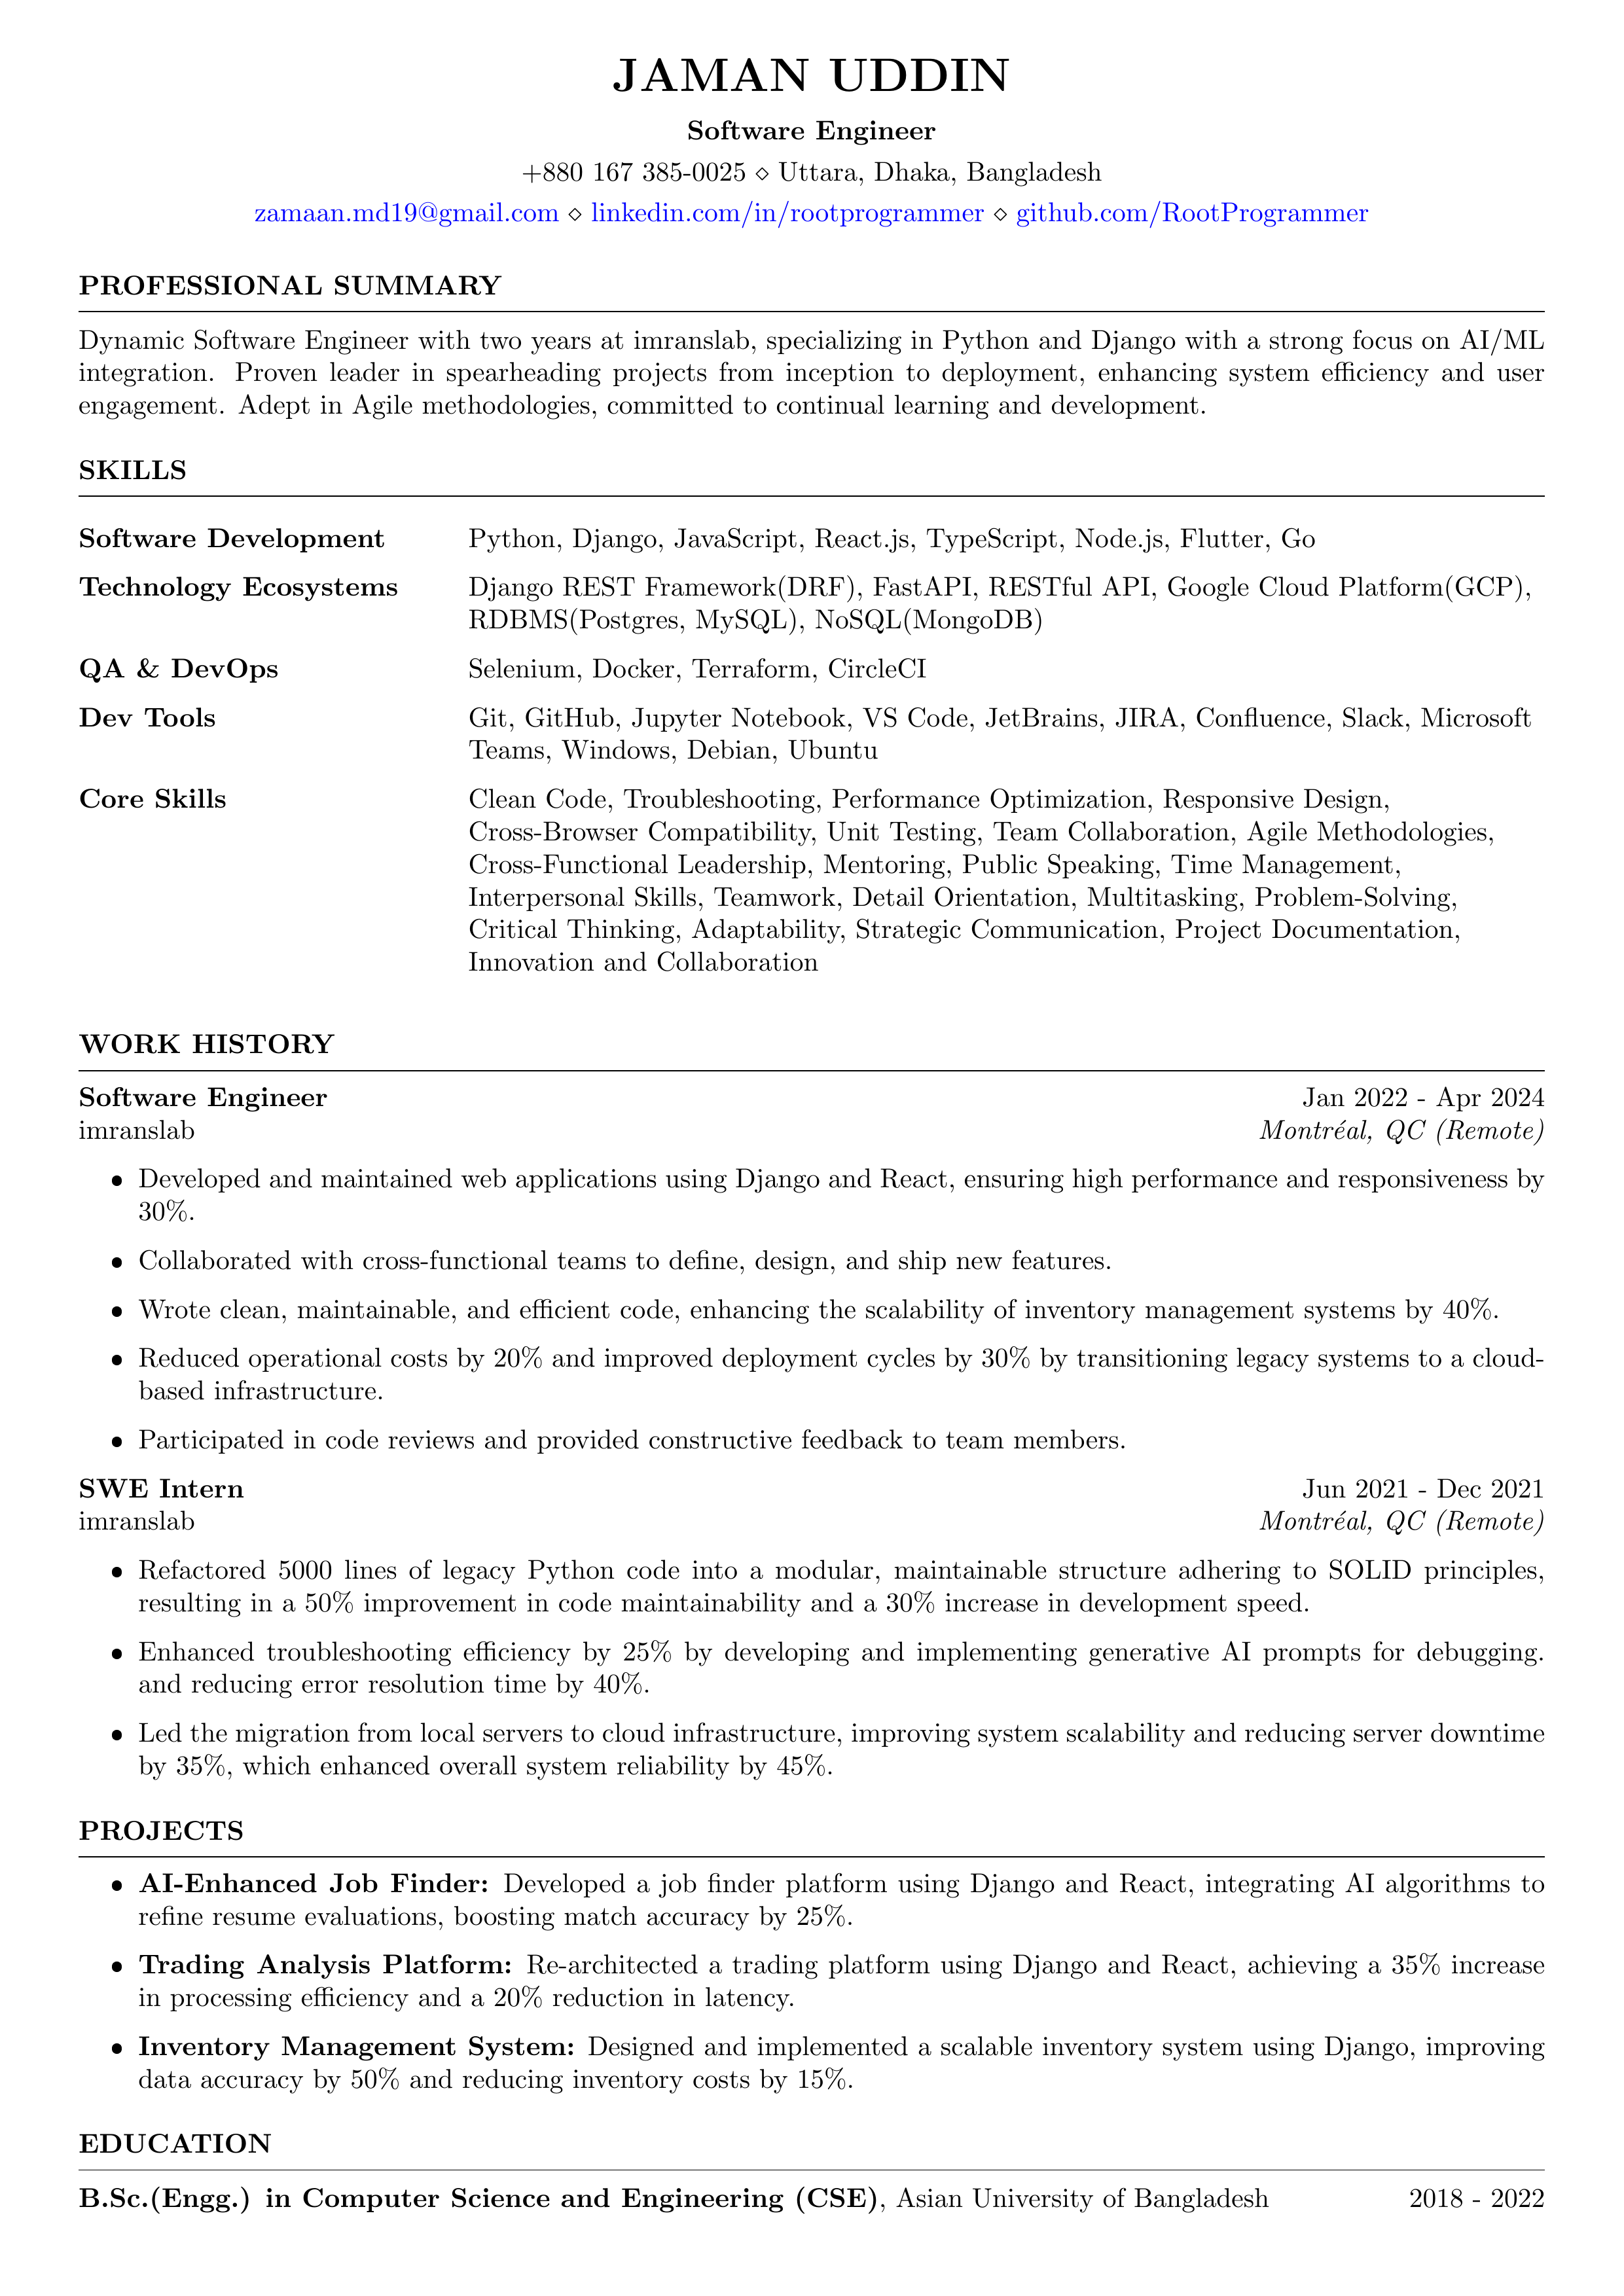 JAMAN UDDIN
Software Engineer
+880 167 385-0025 ⋄ Uttara, Dhaka, Bangladesh
zamaan.md19@gmail.com ⋄ linkedin.com/in/rootprogrammer ⋄ github.com/RootProgrammer
PROFESSIONAL SUMMARY
Dynamic Software Engineer with two years at imranslab, specializing in Python and Django with a strong focus on AI/ML
integration. Proven leader in spearheading projects from inception to deployment, enhancing system efficiency and user
engagement. Adept in Agile methodologies, committed to continual learning and development.
SKILLS
Software Development Python, Django, JavaScript, React.js, TypeScript, Node.js, Flutter, Go
Technology Ecosystems Django REST Framework(DRF), FastAPI, RESTful API, Google Cloud Platform(GCP),
RDBMS(Postgres, MySQL), NoSQL(MongoDB)
QA & DevOps Selenium, Docker, Terraform, CircleCI
Dev Tools Git, GitHub, Jupyter Notebook, VS Code, JetBrains, JIRA, Confluence, Slack, Microsoft
Teams, Windows, Debian, Ubuntu
Core Skills Clean Code, Troubleshooting, Performance Optimization, Responsive Design,
Cross-Browser Compatibility, Unit Testing, Team Collaboration, Agile Methodologies,
Cross-Functional Leadership, Mentoring, Public Speaking, Time Management,
Interpersonal Skills, Teamwork, Detail Orientation, Multitasking, Problem-Solving,
Critical Thinking, Adaptability, Strategic Communication, Project Documentation,
Innovation and Collaboration
WORK HISTORY
Software Engineer Jan 2022 - Apr 2024
imranslab Montréal, QC (Remote)
• Developed and maintained web applications using Django and React, ensuring high performance and responsiveness by
30%.
• Collaborated with cross-functional teams to define, design, and ship new features.
• Wrote clean, maintainable, and efficient code, enhancing the scalability of inventory management systems by 40%.
• Reduced operational costs by 20% and improved deployment cycles by 30% by transitioning legacy systems to a cloud-
based infrastructure.
• Participated in code reviews and provided constructive feedback to team members.
SWE Intern Jun 2021 - Dec 2021
imranslab Montréal, QC (Remote)
• Refactored 5000 lines of legacy Python code into a modular, maintainable structure adhering to SOLID principles,
resulting in a 50% improvement in code maintainability and a 30% increase in development speed.
• Enhanced troubleshooting efficiency by 25% by developing and implementing generative AI prompts for debugging.
and reducing error resolution time by 40%.
• Led the migration from local servers to cloud infrastructure, improving system scalability and reducing server downtime
by 35%, which enhanced overall system reliability by 45%.
PROJECTS
• AI-Enhanced Job Finder: Developed a job finder platform using Django and React, integrating AI algorithms to
refine resume evaluations, boosting match accuracy by 25%.
• Trading Analysis Platform: Re-architected a trading platform using Django and React, achieving a 35% increase
in processing efficiency and a 20% reduction in latency.
• Inventory Management System: Designed and implemented a scalable inventory system using Django, improving
data accuracy by 50% and reducing inventory costs by 15%.
EDUCATION
B.Sc.(Engg.) in Computer Science and Engineering (CSE), Asian University of Bangladesh 2018 - 2022